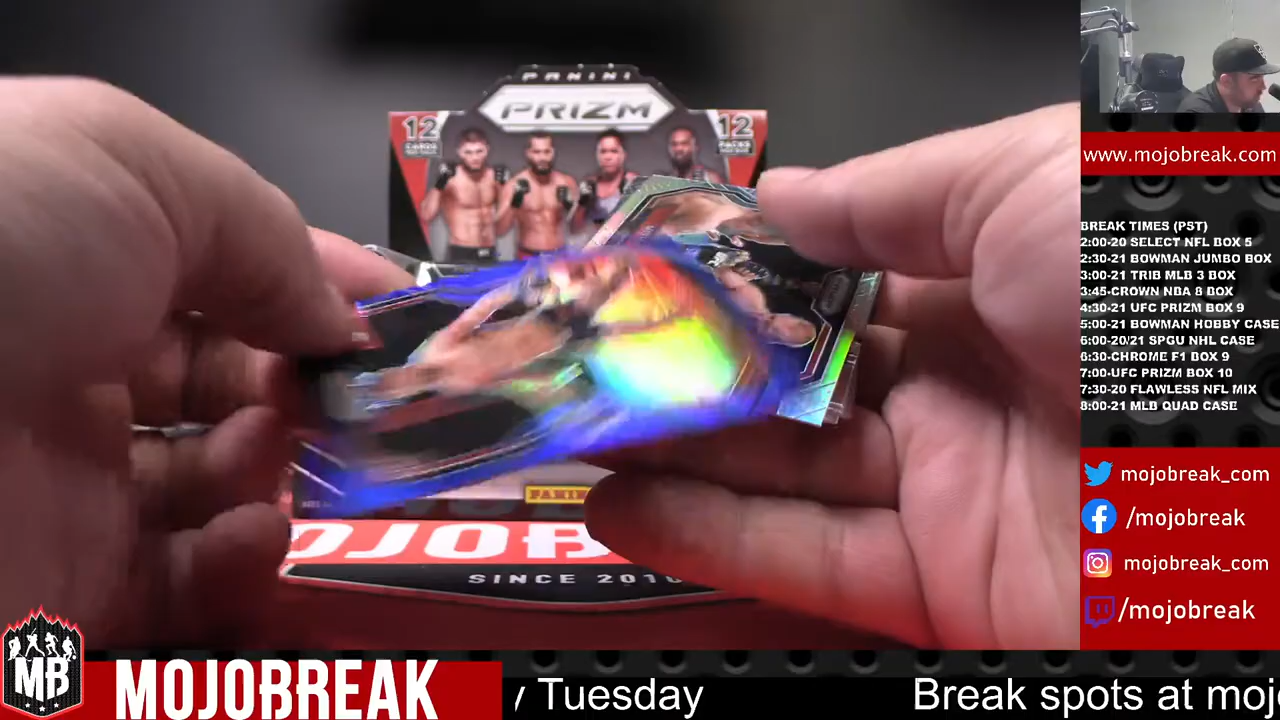 PANINI
PRIZM
12
CARDS
12
PACKS
PANINI
OJOB
SINCE 2010
www.mojobreak.com
BREAK TIMES (PST)
2:00-20 SELECT NFL BOX 5
2:30-21 BOWMAN JUMBO BOX
3:00-21 TRIB MLB 3 BOX
3:45-CROWN NBA 8 BOX
4:30-21 UFC PRIZM BOX 9
5:00-21 BOWMAN HOBBY CASE
6:00-20/21 SPGU NHL CASE
6:30-CHROME F1 BOX 9
7:00-UFC PRIZM BOX 10
7:30-20 FLAWLESS NFL MIX
8:00-21 MLB QUAD CASE
mojobreak_com
/mojobreak
mojobreak_com
/mojobreak
MB
MOJOBREAK
y Tuesday
Break spots at moj